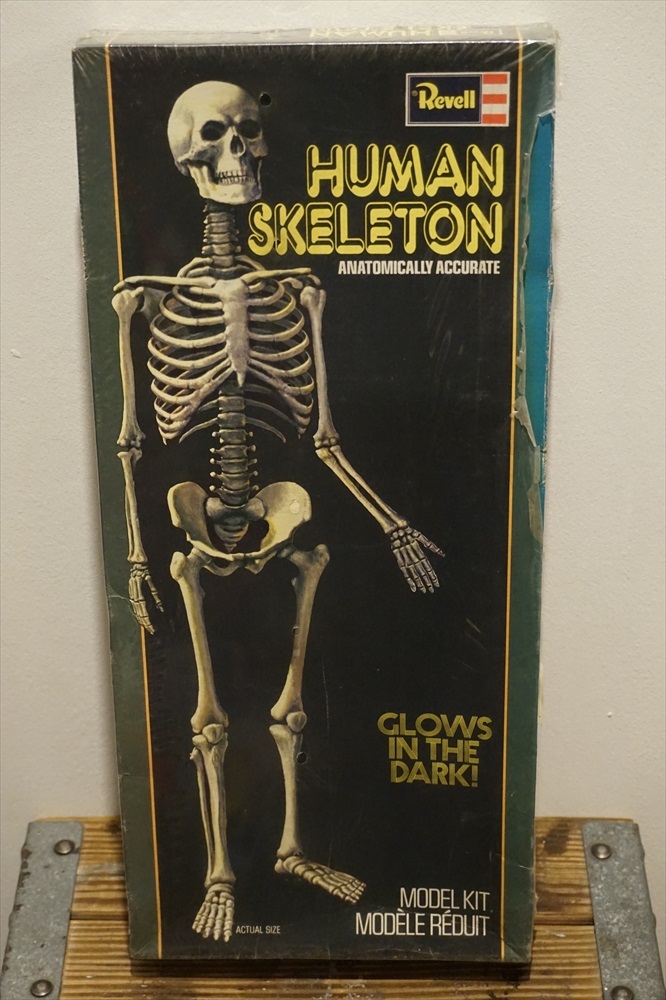 Revell
HUMAN
SKELETON
ANATOMICALLY ACCURATE
GLOWS
IN THE
DARK!
MODEL KIT
MODÈLE RÉDUIT
ACTUAL SIZE